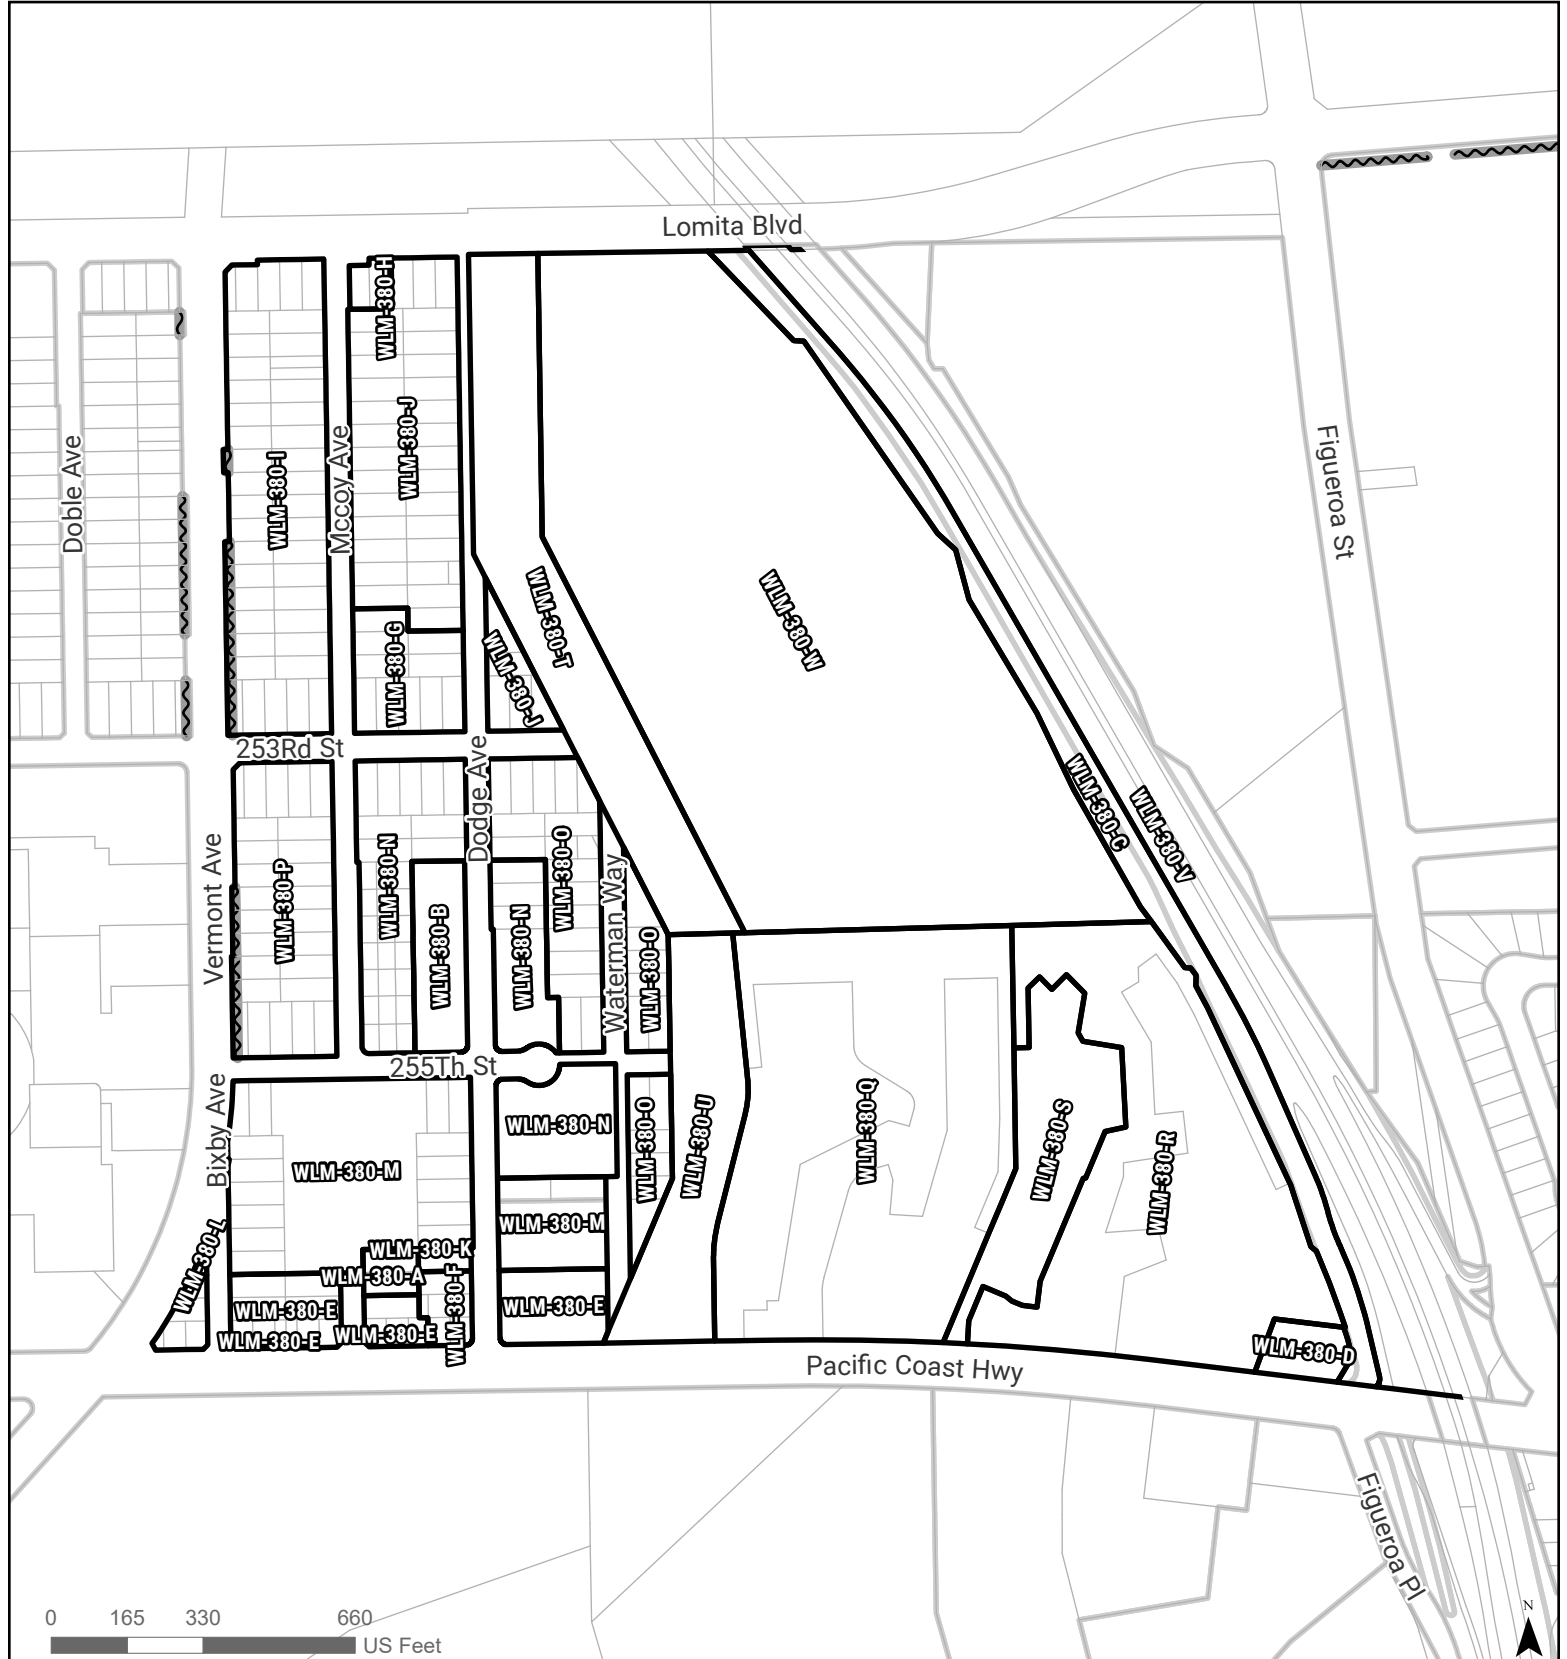 Lomita Blvd
WLM-380-H
WLM-380-J
Mccoy Ave
WLM-380-I
Doble Ave
Figueroa St
WLM-380-T
WLM-380-W
WLM-380-G
WLM-380-J
253Rd St
Dodge Ave
WLM-380-C
WLM-380-V
Vermont Ave
WLM-380-P
WLM-380-N
WLM-380-B
WLM-380-N
WLM-380-O
Waterman Way
WLM-380-O
255Th St
Bixby Ave
WLM-380-N
WLM-380-O
WLM-380-U
WLM-380-Q
WLM-380-S
WLM-380-R
WLM-380-M
WLM-380-M
WLM-380-L
WLM-380-K
WLM-380-A
WLM-380-F
WLM-380-E
WLM-380-E
WLM-380-E
WLM-380-E
WLM-380-D
Pacific Coast Hwy
Figueroa Pl
0 165 330 660
US Feet
N